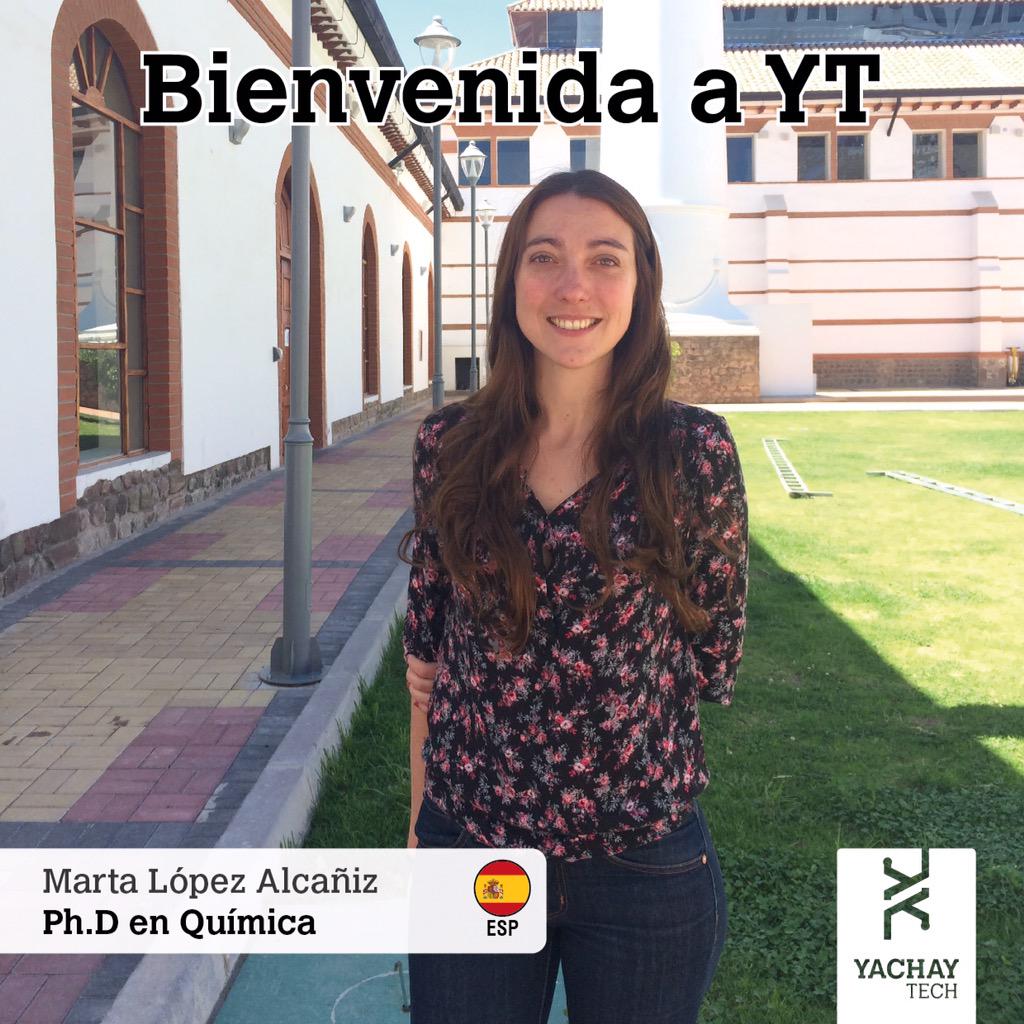 Bienvenida a YT
Marta López Alcañiz
Ph.D en Química
ESP
YACHAY
TECH